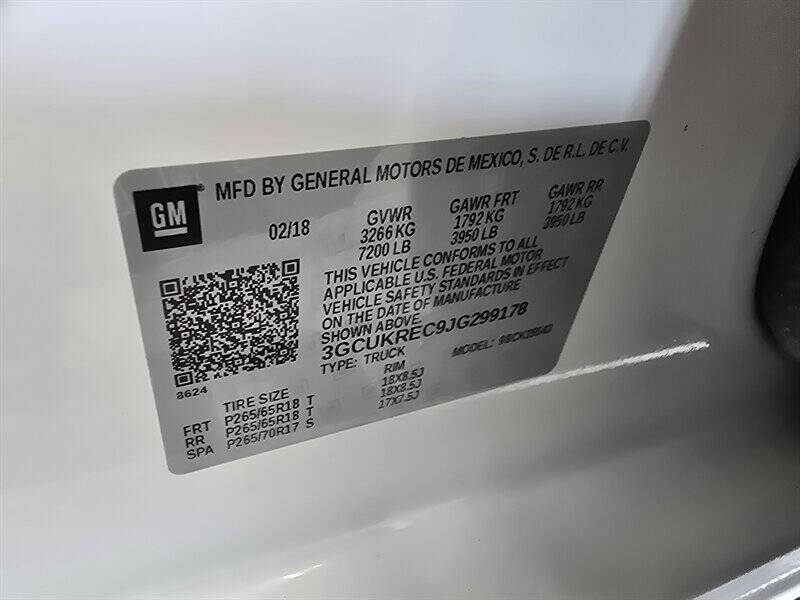 GM ®
MFD BY GENERAL MOTORS DE MEXICO, S. DE R.L. DE C.V.
02/18 GVWR GAWR FRT GAWR RR
3266 KG 1792 KG 1792 KG
7200 LB 3950 LB 3950 LB
THIS VEHICLE CONFORMS TO ALL
APPLICABLE U.S. FEDERAL MOTOR
VEHICLE SAFETY STANDARDS IN EFFECT
ON THE DATE OF MANUFACTURE
SHOWN ABOVE.
3GCUKREC9JG299178
TYPE: TRUCK MODEL:
8624
TIRE SIZE RIM
FRT P265/65R18 T 18X8.5J
RR P265/65R18 T 18X8.5J
SPA P265/70R17 S 17X7.5J